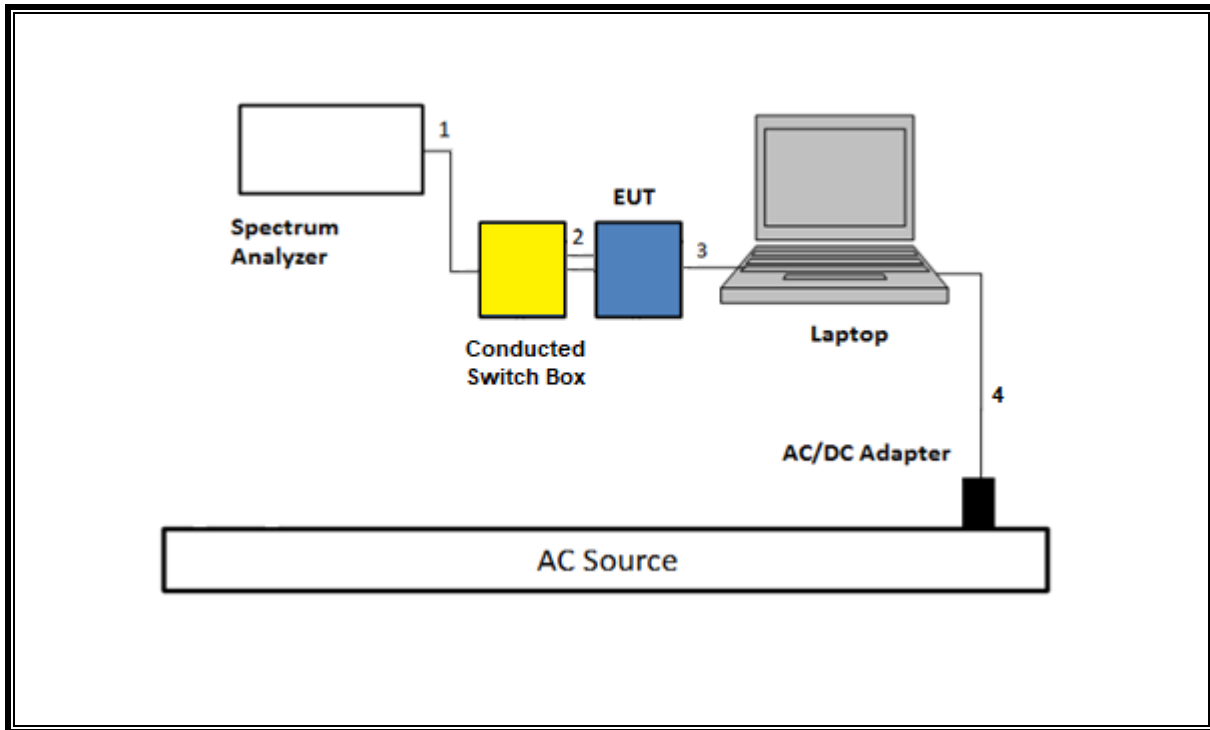 1
Spectrum
Analyzer
EUT
2
3
Conducted
Switch Box
Laptop
4
AC/DC Adapter
AC Source